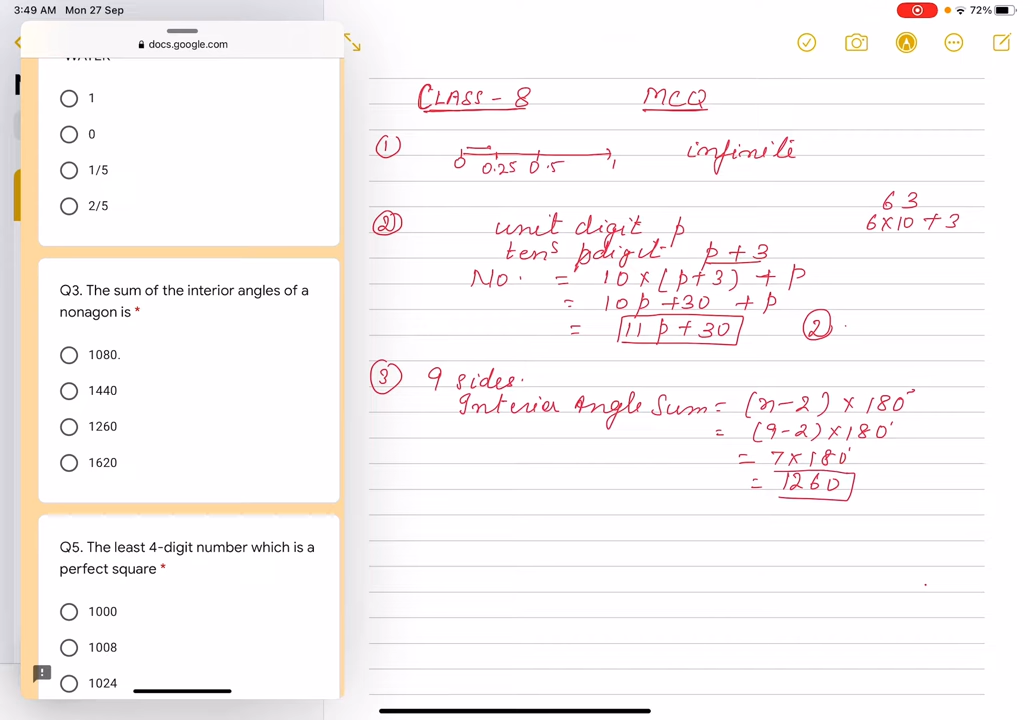 3:49 AM Mon 27 Sep
72%
docs.google.com
1
0
1/5
2/5
Q3. The sum of the interior angles of a
nonagon is *
1080.
1440
1260
1620
Q5. The least 4-digit number which is a
perfect square *
1000
1008
1024
CLASS - 8 MCQ
① infinite
0 0.25 0.5 1
63
6×10 + 3
② unit digit p
tens digit p + 3
No. = 10 × (p+3) + p
= 10p +30 + p
= 11p + 30 ②.
③ 9 sides.
Interior Angle Sum = (n-2) × 180°
= (9-2) × 180°
= 7×180°
= 1260